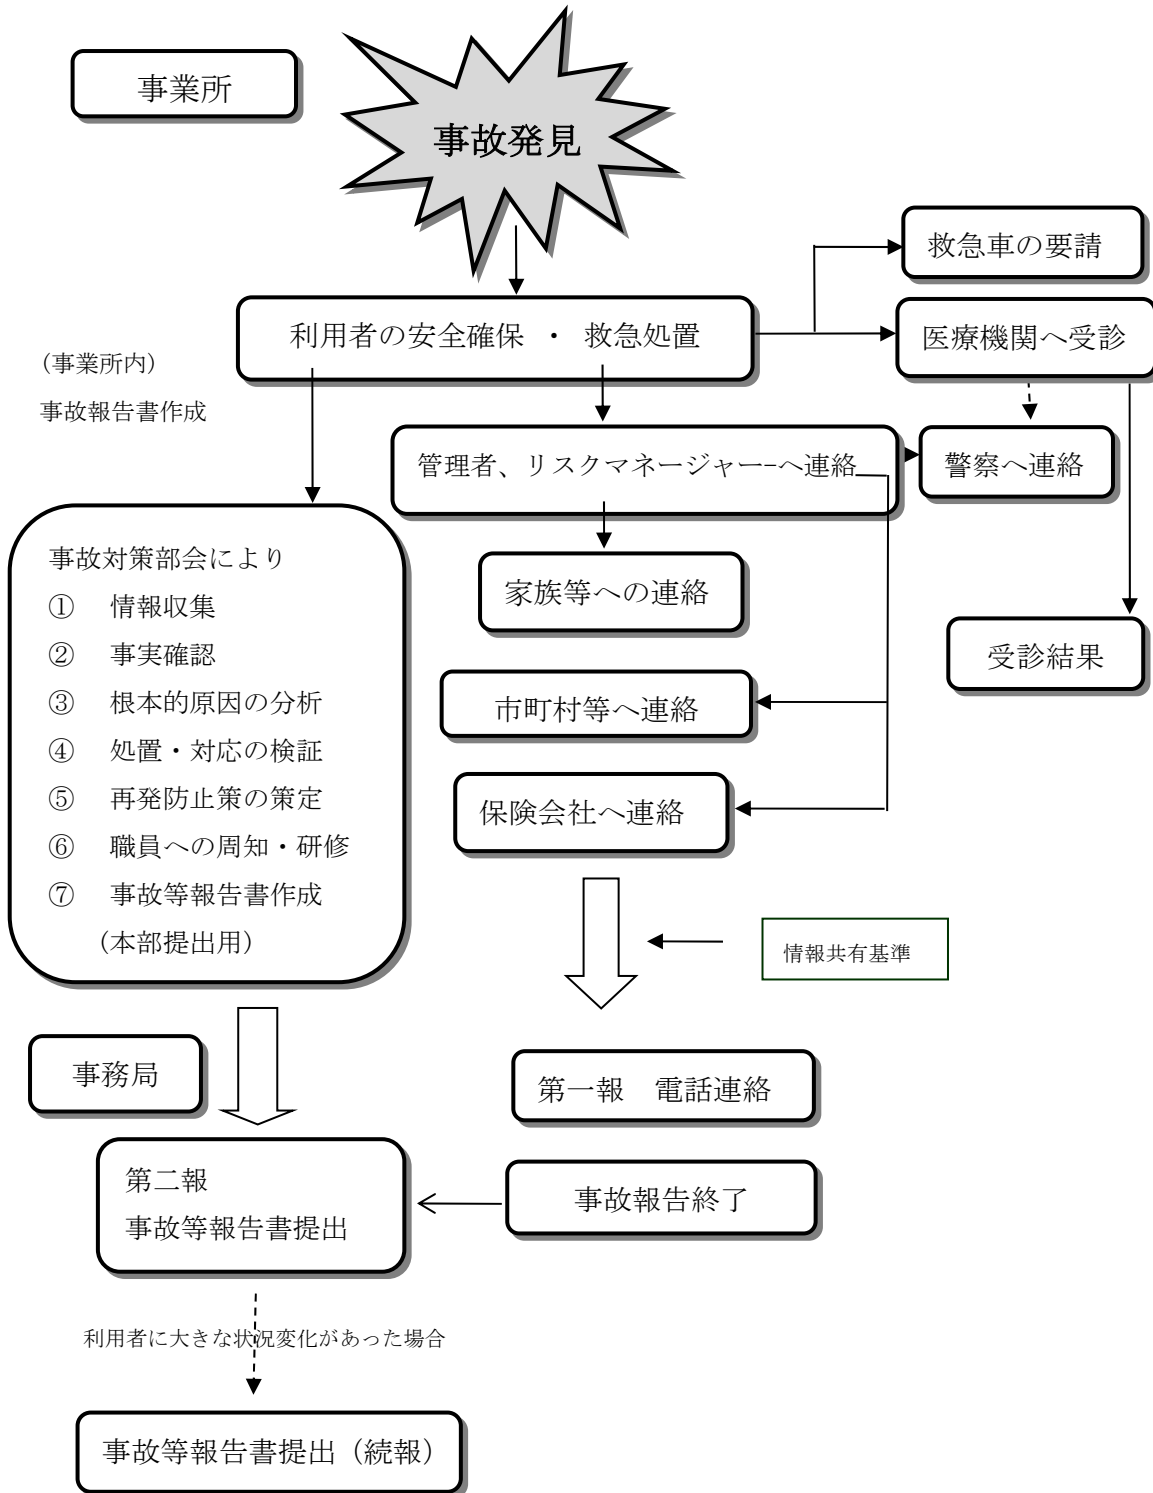 事業所
事故発見
救急車の要請
利用者の安全確保 ・ 救急処置
医療機関へ受診
(事業所内)
事故報告書作成
管理者、リスクマネージャー-へ連絡
警察へ連絡
事故対策部会により
① 情報収集
② 事実確認
③ 根本的原因の分析
④ 処置・対応の検証
⑤ 再発防止策の策定
⑥ 職員への周知・研修
⑦ 事故等報告書作成
(本部提出用)
家族等への連絡
受診結果
市町村等へ連絡
保険会社へ連絡
情報共有基準
事務局
第一報 電話連絡
第二報
事故等報告書提出
事故報告終了
利用者に大きな状況変化があった場合
事故等報告書提出（続報）